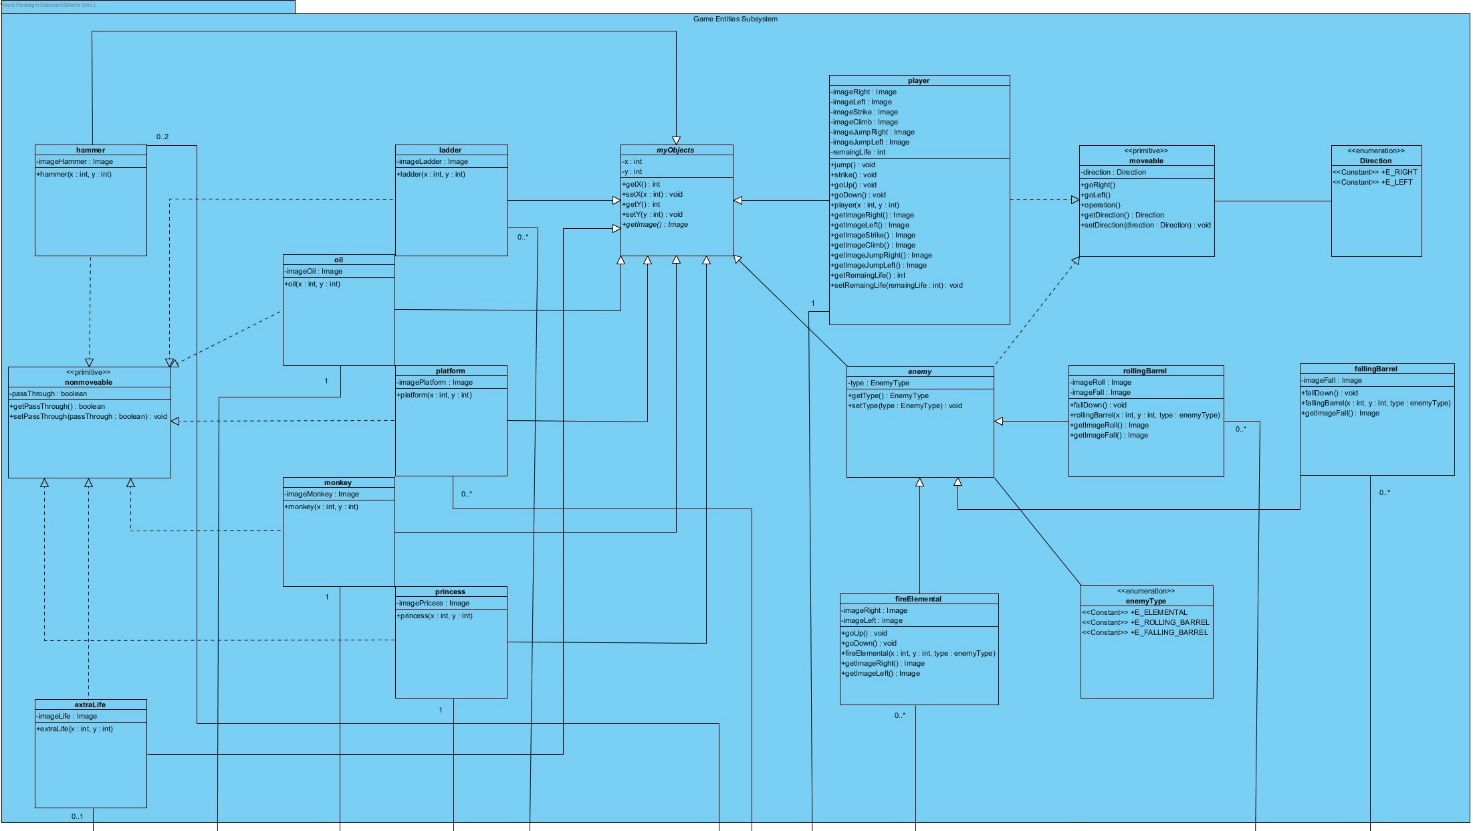 Visual Paradigm Standard(Bilkent Univ.)
Game Entities Subsystem
player
-imageRight : Image
-imageLeft : Image
-imageStrike : Image
-imageClimb : Image
-imageJumpRight : Image
-imageJumpLeft : Image
-remaingLife : int
+jump() : void
+strike() : void
+goUp() : void
+goDown() : void
+player(x : int, y : int)
+getImageRight() : Image
+getImageLeft() : Image
+getImageStrike() : Image
+getImageClimb() : Image
+getImageJumpRight() : Image
+getImageJumpLeft() : Image
+getRemaingLife() : int
+setRemaingLife(remaingLife : int) : void
1
0..2
hammer
-imageHammer : Image
+hammer(x : int, y : int)
ladder
-imageLadder : Image
+ladder(x : int, y : int)
0..*
myObjects
-x : int
-y : int
+getX() : int
+setX(x : int) : void
+getY() : int
+setY(y : int) : void
+getImage() : Image
<<primitive>>
moveable
-direction : Direction
+goRight()
+goLeft()
+operation()
+getDirection() : Direction
+setDirection(direction : Direction) : void
<<enumeration>>
Direction
<<Constant>> +E_RIGHT
<<Constant>> +E_LEFT
oil
-imageOil : Image
+oil(x : int, y : int)
1
<<primitive>>
nonmoveable
-passThrough : boolean
+getPassThrough() : boolean
+setPassThrough(passThrough : boolean) : void
platform
-imagePlatform : Image
+platform(x : int, y : int)
0..*
enemy
-type : EnemyType
+getType() : EnemyType
+setType(type : EnemyType) : void
rollingBarrel
-imageRoll : Image
-imageFall : Image
+fallDown() : void
+rollingBarrel(x : int, y : int, type : enemyType)
+getImageRoll() : Image
+getImageFall() : Image
0..*
fallingBarrel
-imageFall : Image
+fallDown() : void
+fallingBarrel(x : int, y : int, type : enemyType)
+getImageFall() : Image
0..*
monkey
-imageMonkey : Image
+monkey(x : int, y : int)
1
princess
-imagePricess : Image
+princess(x : int, y : int)
1
fireElemental
-imageRight : Image
-imageLeft : Image
+goUp() : void
+goDown() : void
+fireElemental(x : int, y : int, type : enemyType)
+getImageRight() : Image
+getImageLeft() : Image
0..*
<<enumeration>>
enemyType
<<Constant>> +E_ELEMENTAL
<<Constant>> +E_ROLLING_BARREL
<<Constant>> +E_FALLING_BARREL
extraLife
-imageLife : Image
+extraLife(x : int, y : int)
0..1